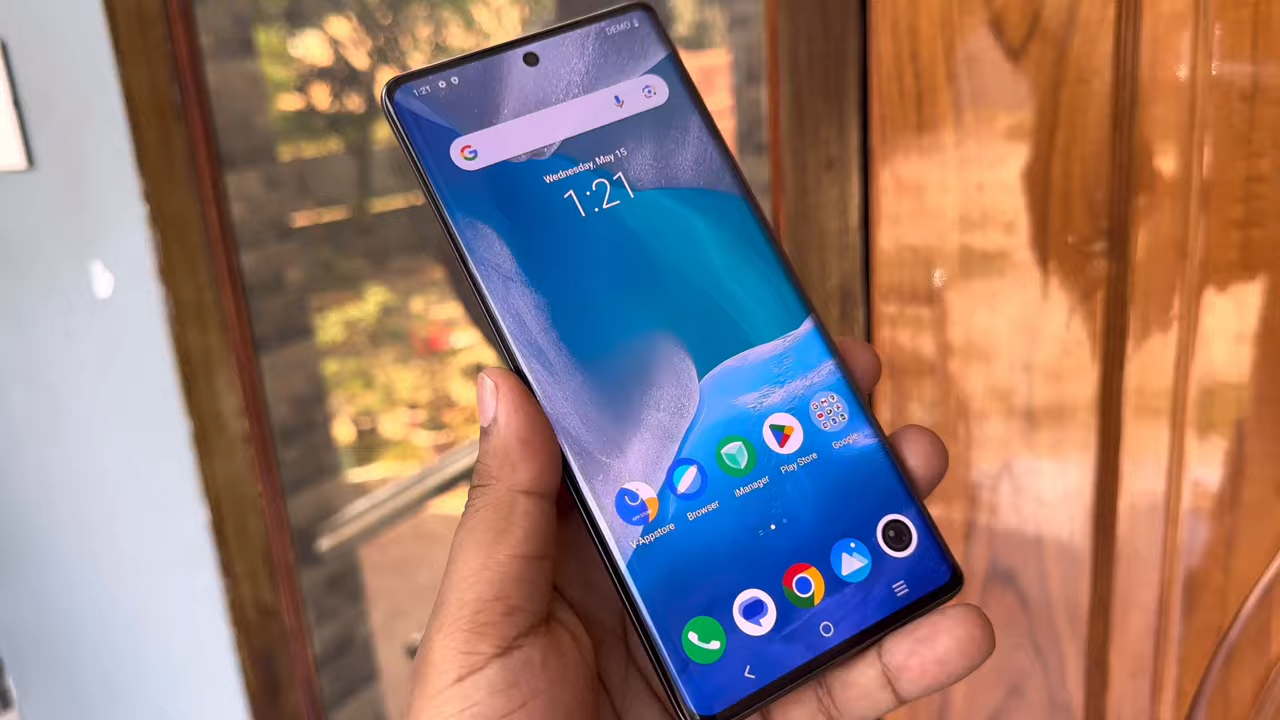 1:21
DEMO
Wednesday, May 15
1:21
V-Appstore
Browser
iManager
Play Store
Google